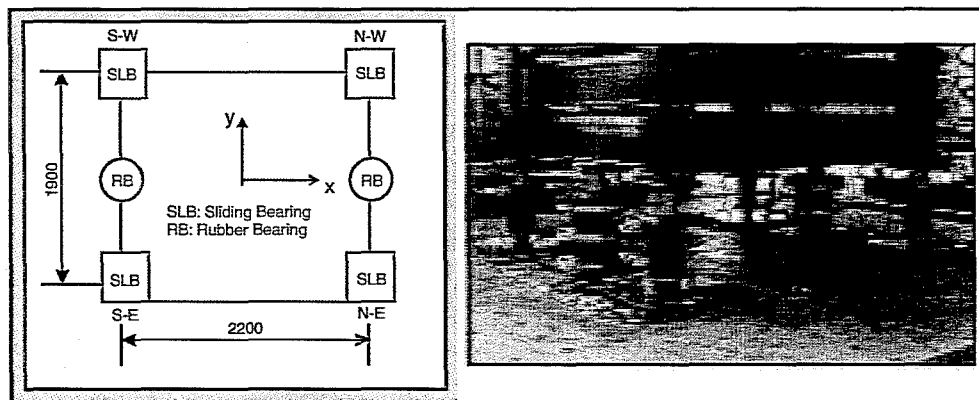 S-W
N-W
SLB
SLB
y
1900
RB
RB
x
SLB: Sliding Bearing
RB: Rubber Bearing
SLB
SLB
S-E
N-E
2200